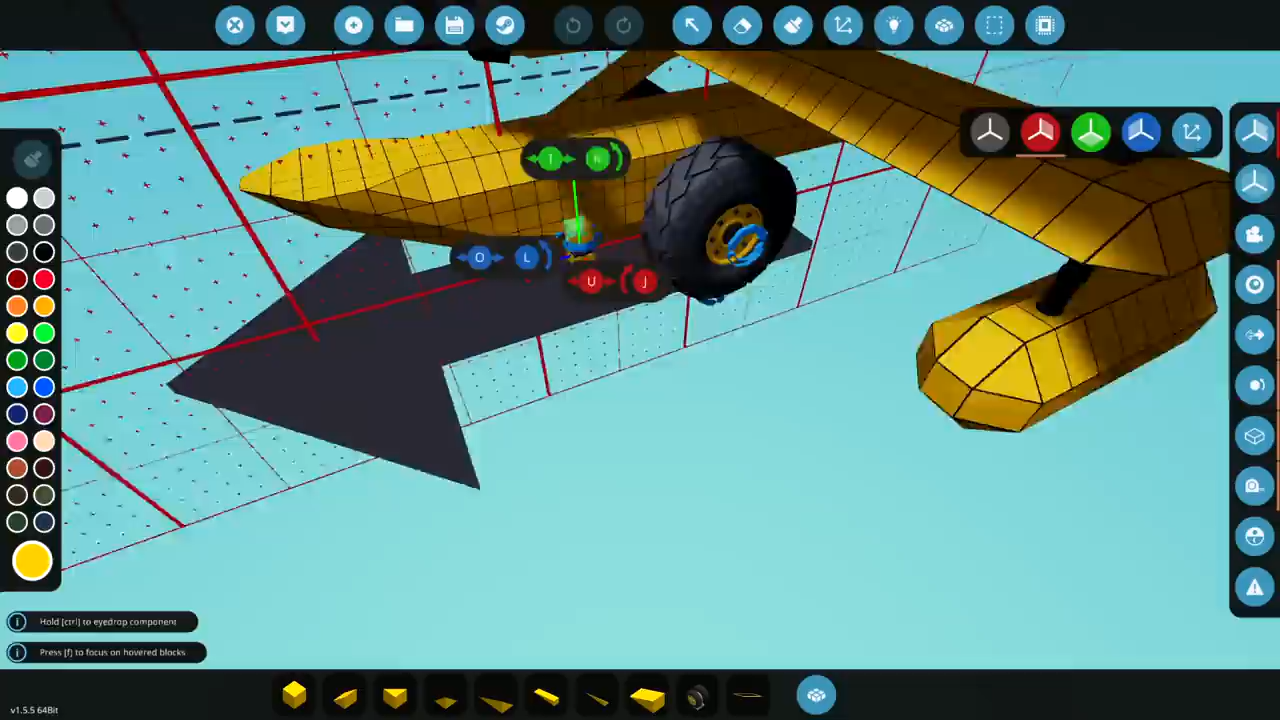 T
O
L
U
J
Hold [ctrl] to eyedrop component
Press [f] to focus on hovered blocks
v1.5.5 64Bit